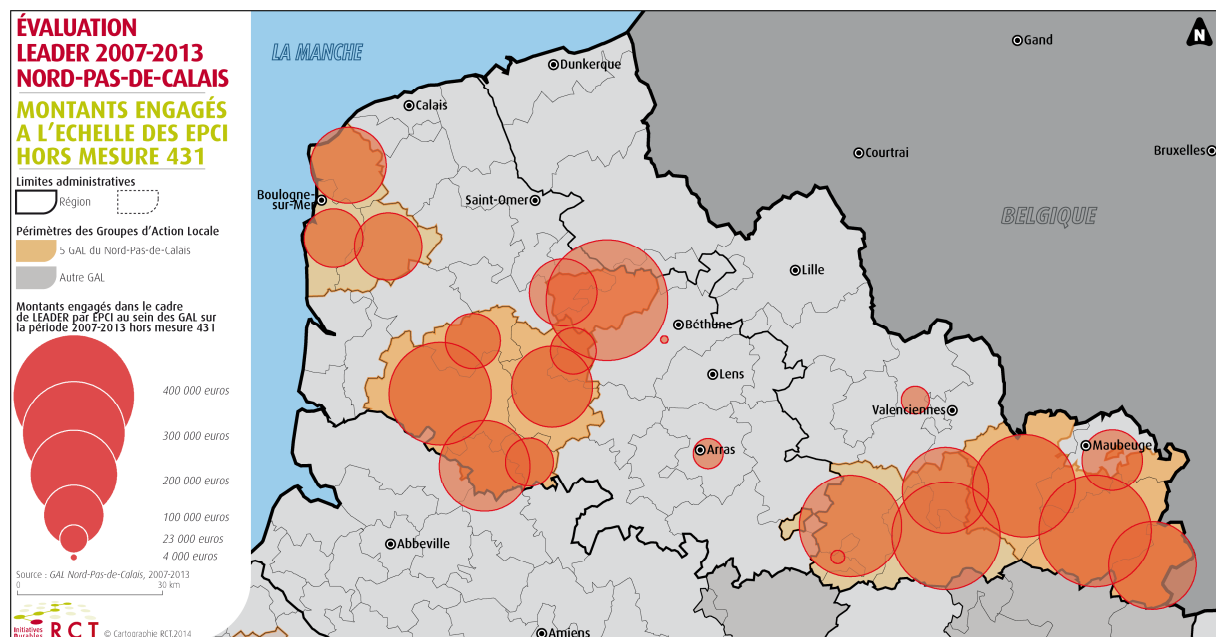 ÉVALUATION
LEADER 2007-2013
NORD-PAS-DE-CALAIS
MONTANTS ENGAGÉS
A L'ECHELLE DES EPCI
HORS MESURE 431
Limites administratives
Région
Périmètres des Groupes d'Action Locale
5 GAL du Nord-Pas-de-Calais
Autre GAL
Montants engagés dans le cadre
de LEADER par EPCI au sein des GAL sur
la période 2007-2013 hors mesure 431
400 000 euros
300 000 euros
200 000 euros
100 000 euros
23 000 euros
4 000 euros
Source : GAL Nord-Pas-de-Calais, 2007-2013
0 30 km
Initiatives
Durables
RCT
© Cartographie RCT.2014
LA MANCHE
N
Gand
Dunkerque
Calais
Courtrai
Bruxelles
Boulogne-
sur-Mer
Saint-Omer
BELGIQUE
Lille
Béthune
Lens
Valenciennes
Maubeuge
Arras
Abbeville
Amiens